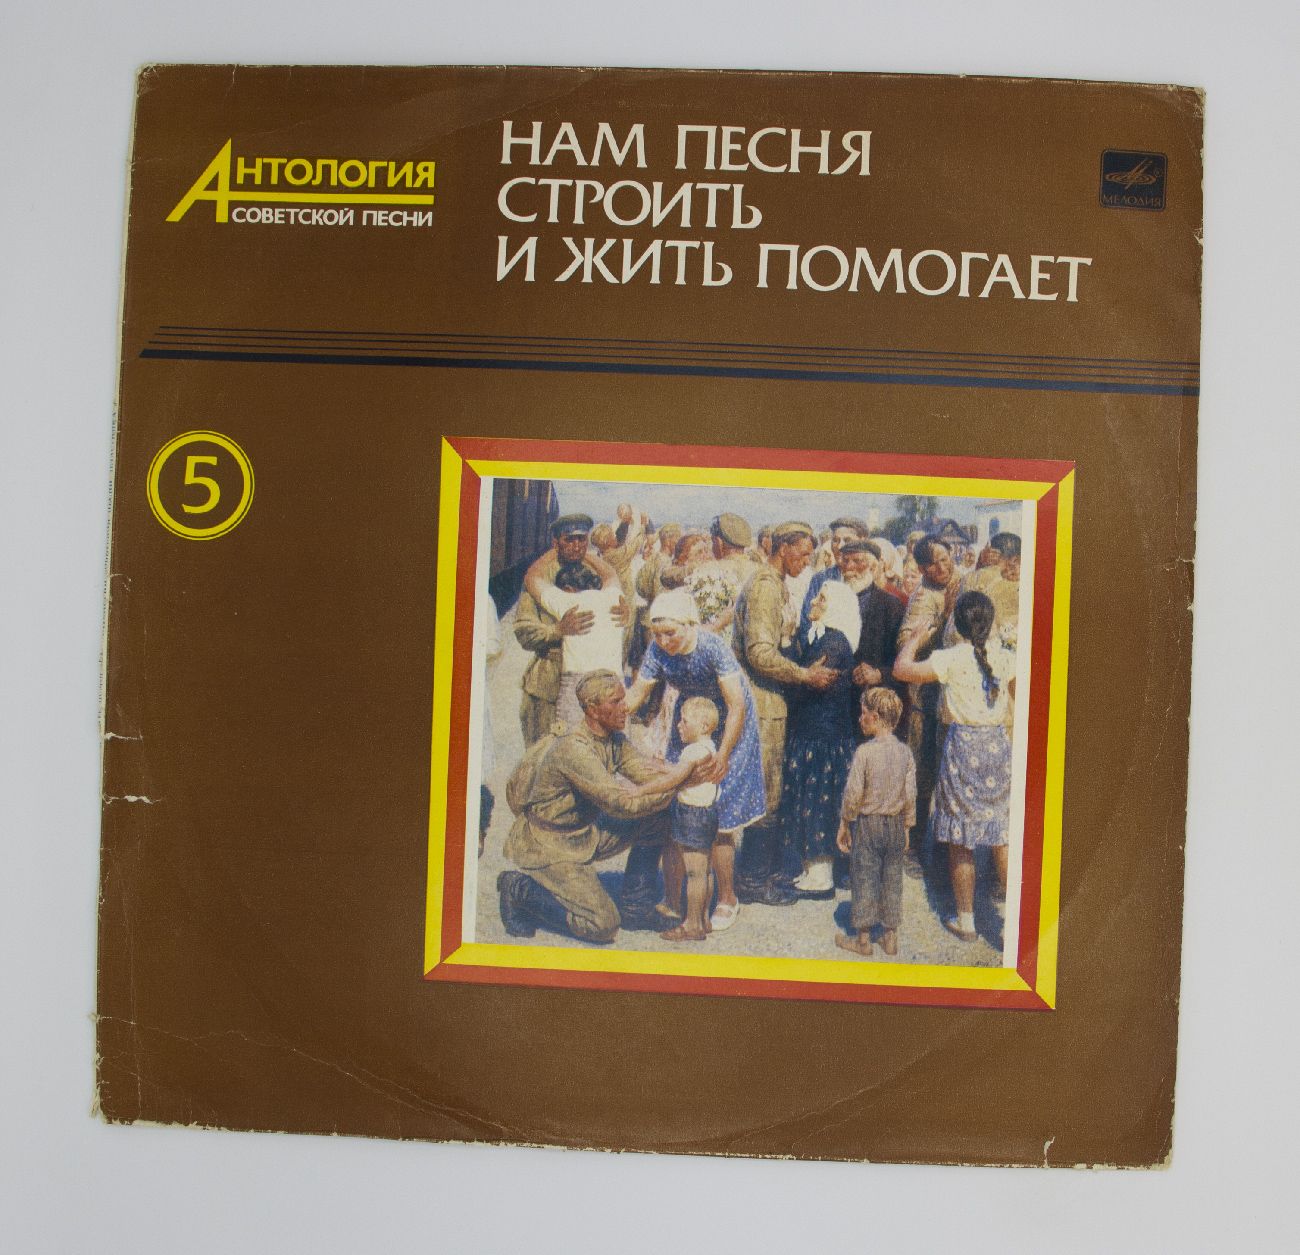 АНТОЛОГИЯ
СОВЕТСКОЙ ПЕСНИ
НАМ ПЕСНЯ
СТРОИТЬ
И ЖИТЬ ПОМОГАЕТ
МЕЛОДИЯ
5